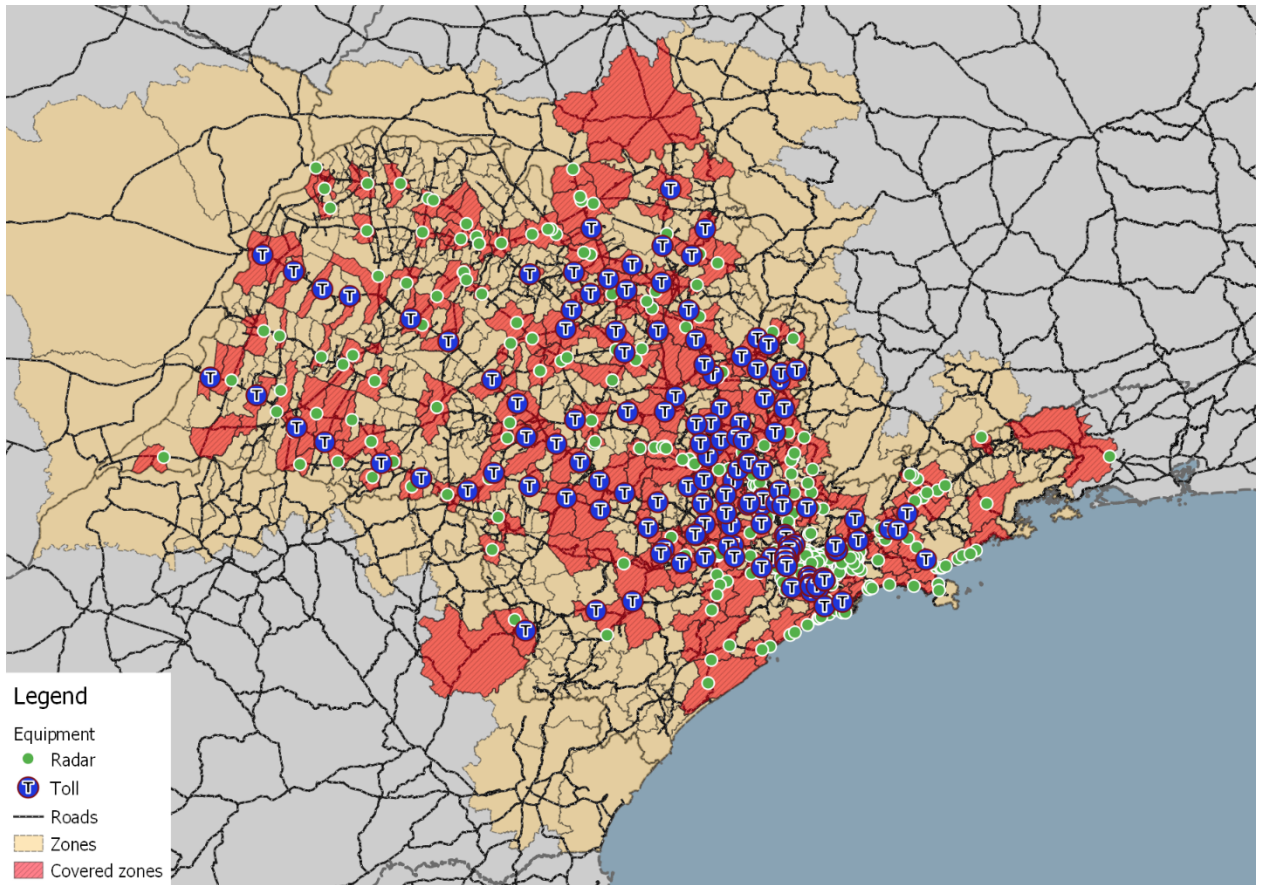 Legend
Equipment
Radar
T Toll
Roads
Zones
Covered zones